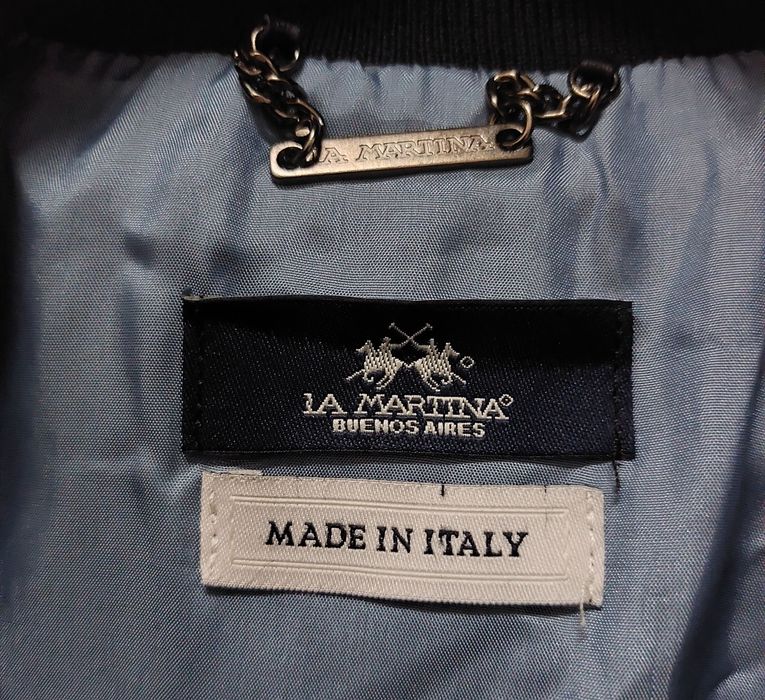 LA MARTINA
LA MARTINA®
BUENOS AIRES
MADE IN ITALY